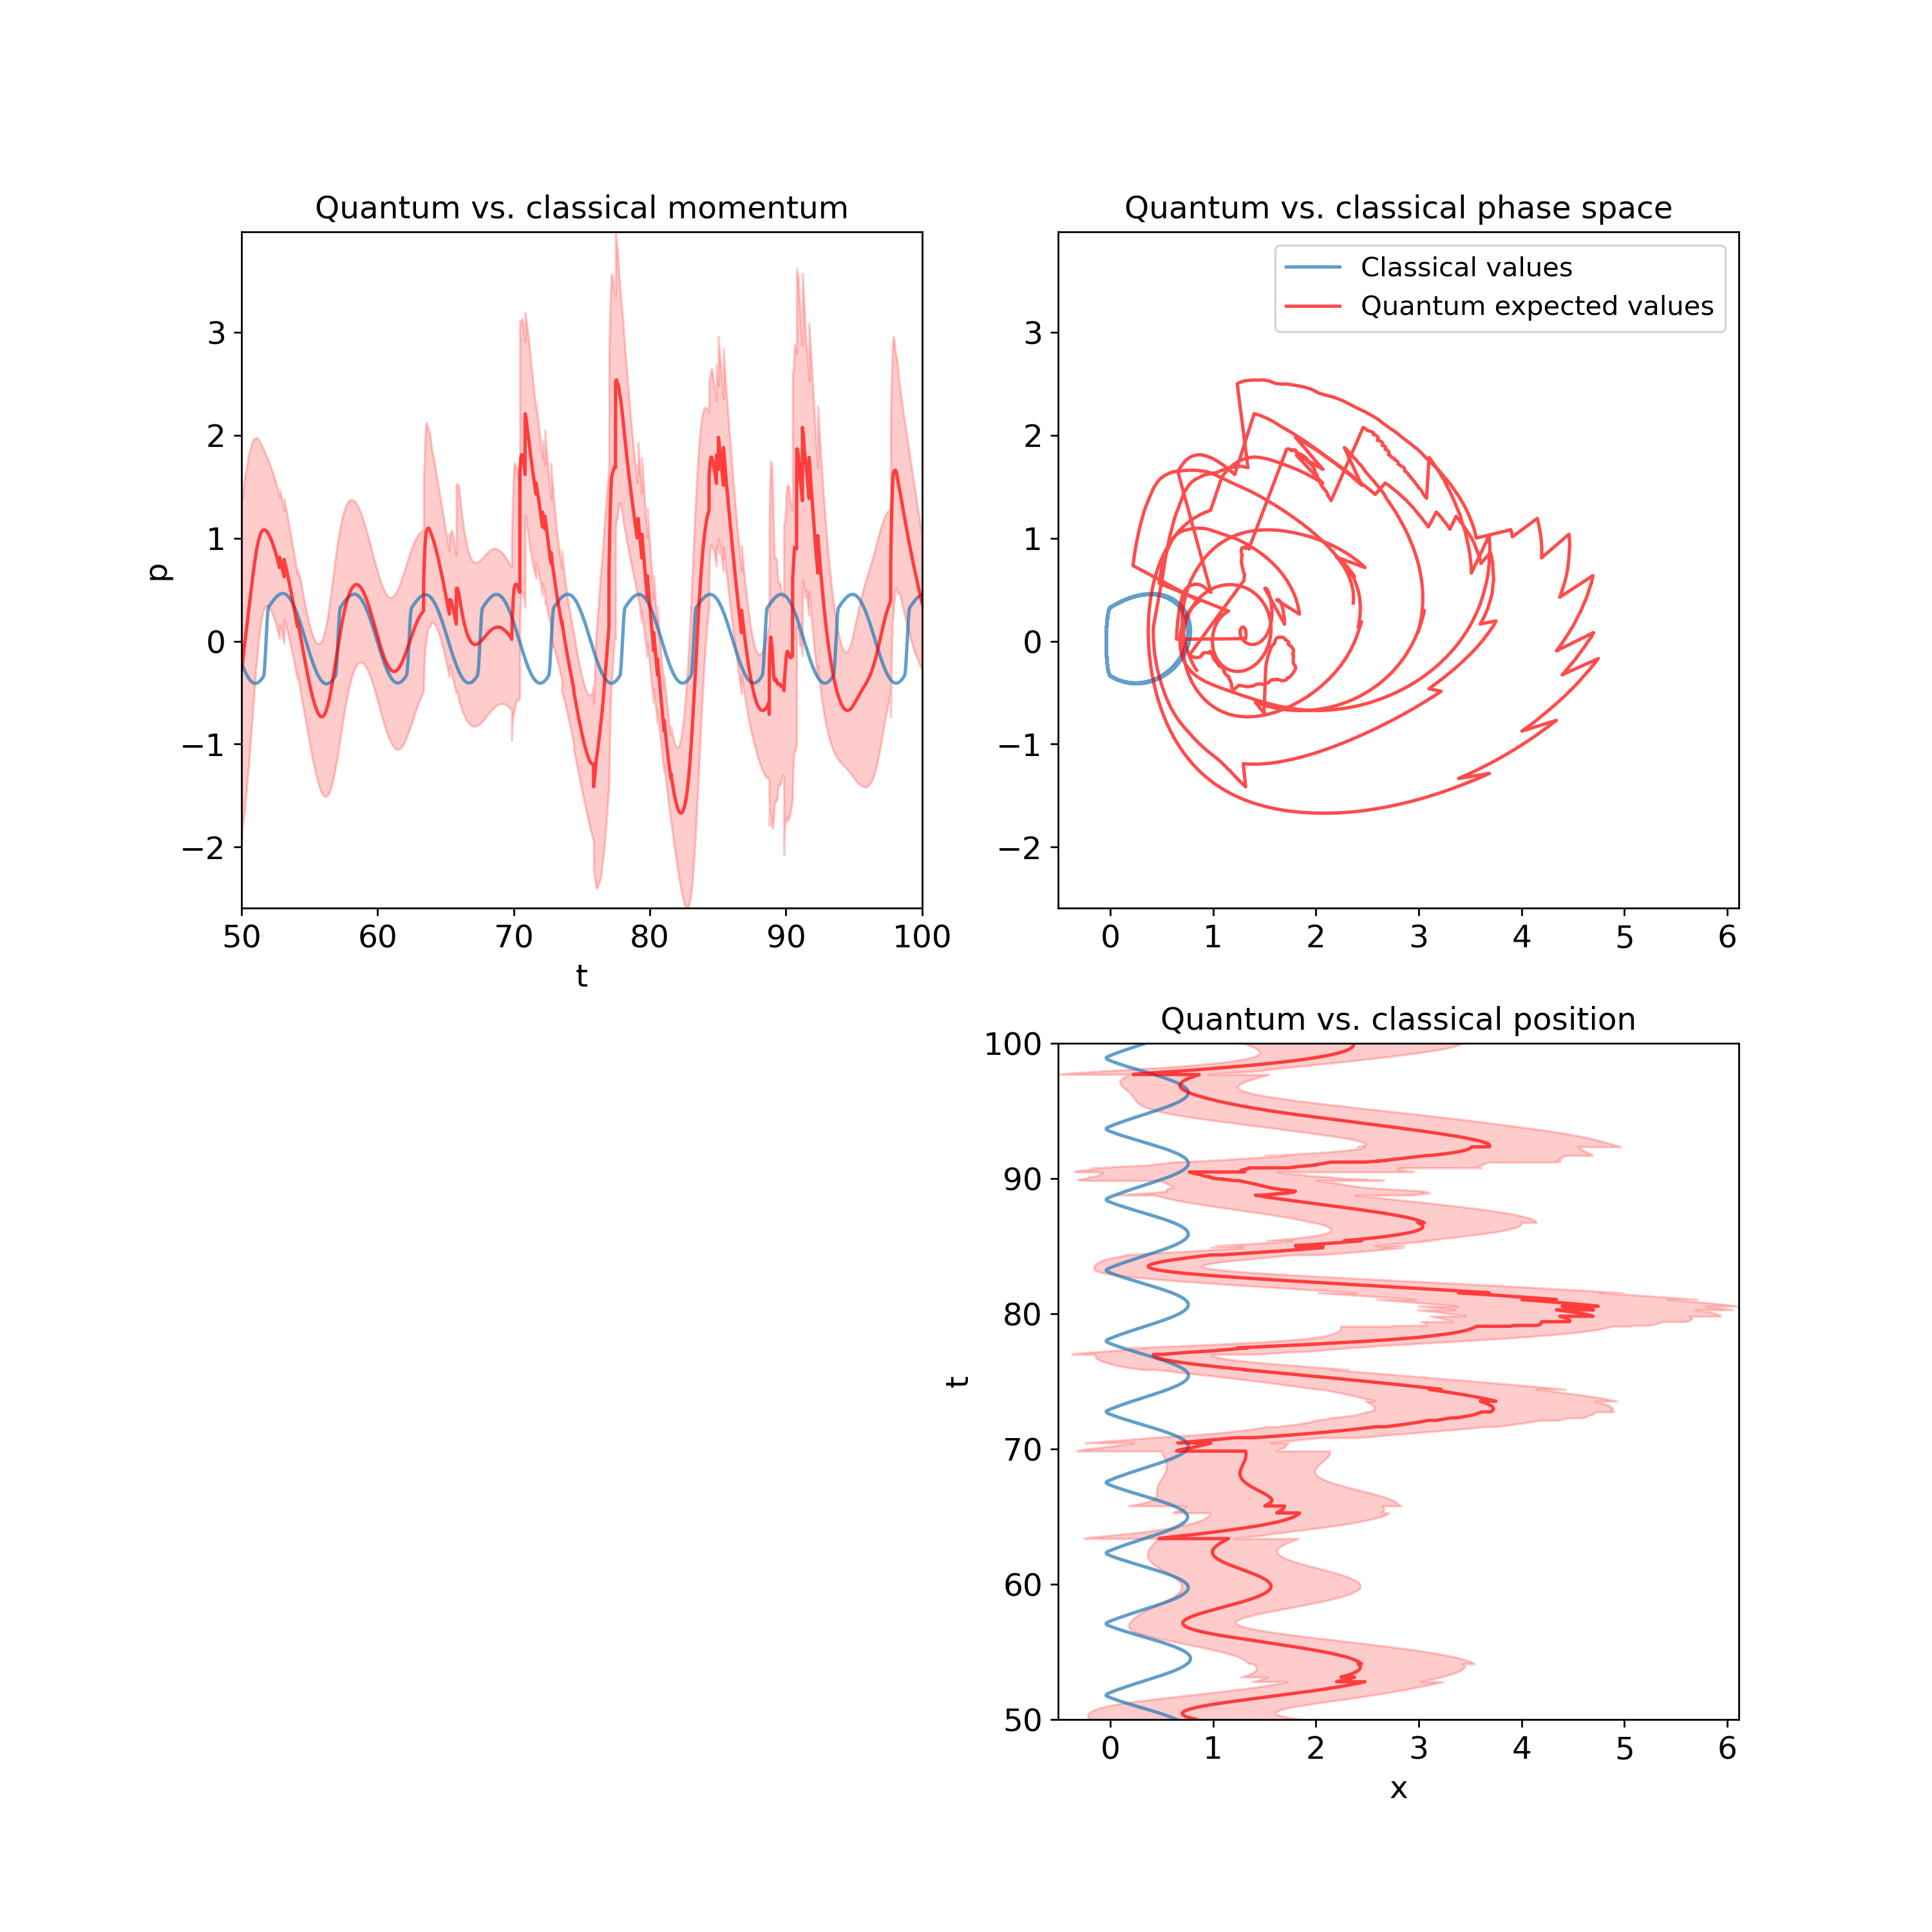 Quantum vs. classical momentum
3
2
1
0
−1
−2
p
50 60 70 80 90 100
t
Quantum vs. classical phase space
Classical values
Quantum expected values
3
2
1
0
−1
−2
0 1 2 3 4 5 6
Quantum vs. classical position
100
90
80
70
60
50
t
0 1 2 3 4 5 6
x